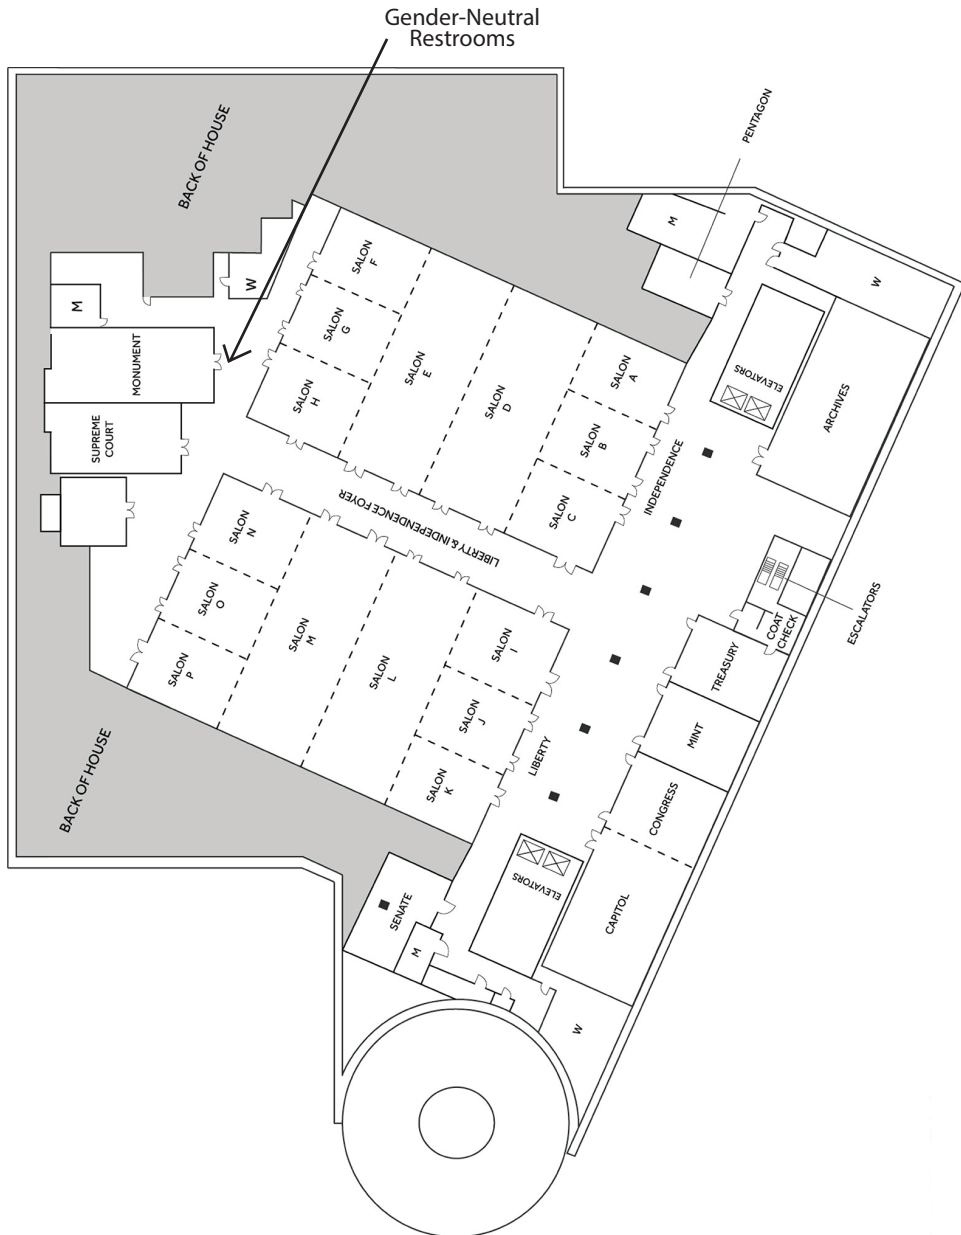 Gender-Neutral
Restrooms
BACK OF HOUSE
PENTAGON
M
W
M
W
SALON
F
SALON
G
SALON
H
SALON
E
SALON
D
SALON
A
SALON
B
SALON
C
ELEVATORS
ARCHIVES
MONUMENT
SUPREME
COURT
INDEPENDENCE
LIBERTY & INDEPENDENCE FOYER
SALON
N
SALON
O
SALON
P
SALON
M
SALON
L
SALON
I
SALON
J
SALON
K
ESCALATORS
COAT
CHECK
TREASURY
MINT
CONGRESS
CAPITOL
LIBERTY
BACK OF HOUSE
ELEVATORS
SENATE
M
W